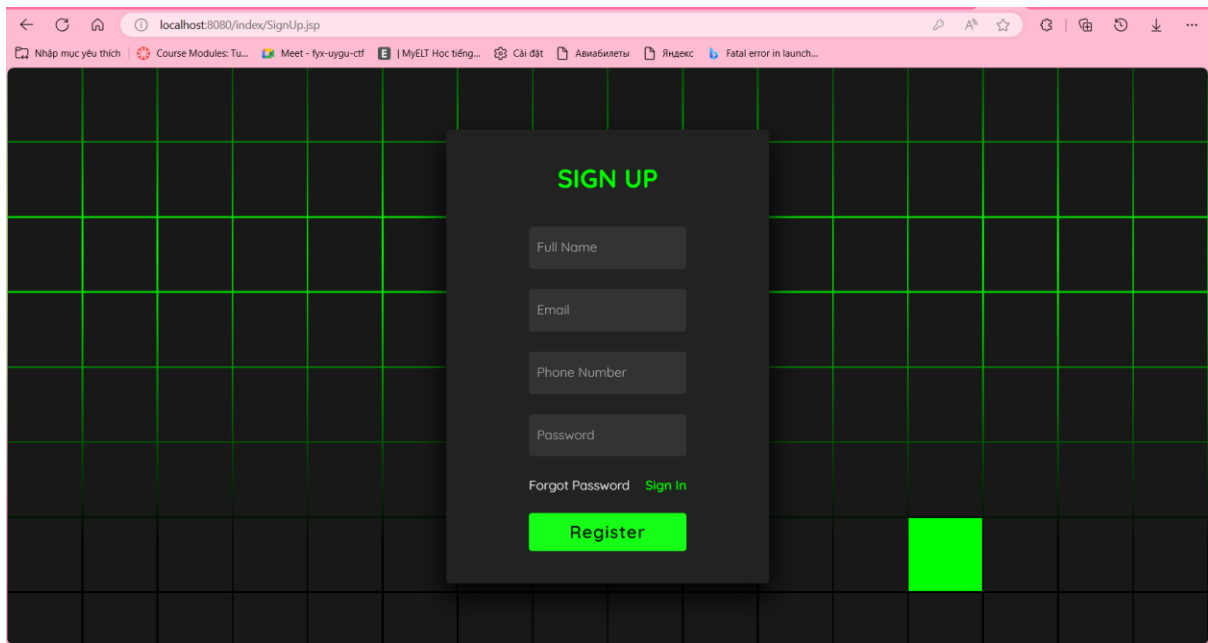 localhost:8080/index/SignUp.jsp
Nhập mục yêu thích Course Modules: Tu... Meet - fyx-uygu-ctf E | MyELT Học tiếng... Cài đặt Авиабилеты Яндекс Fatal error in launch...
SIGN UP
Full Name
Email
Phone Number
Password
Forgot Password Sign In
Register